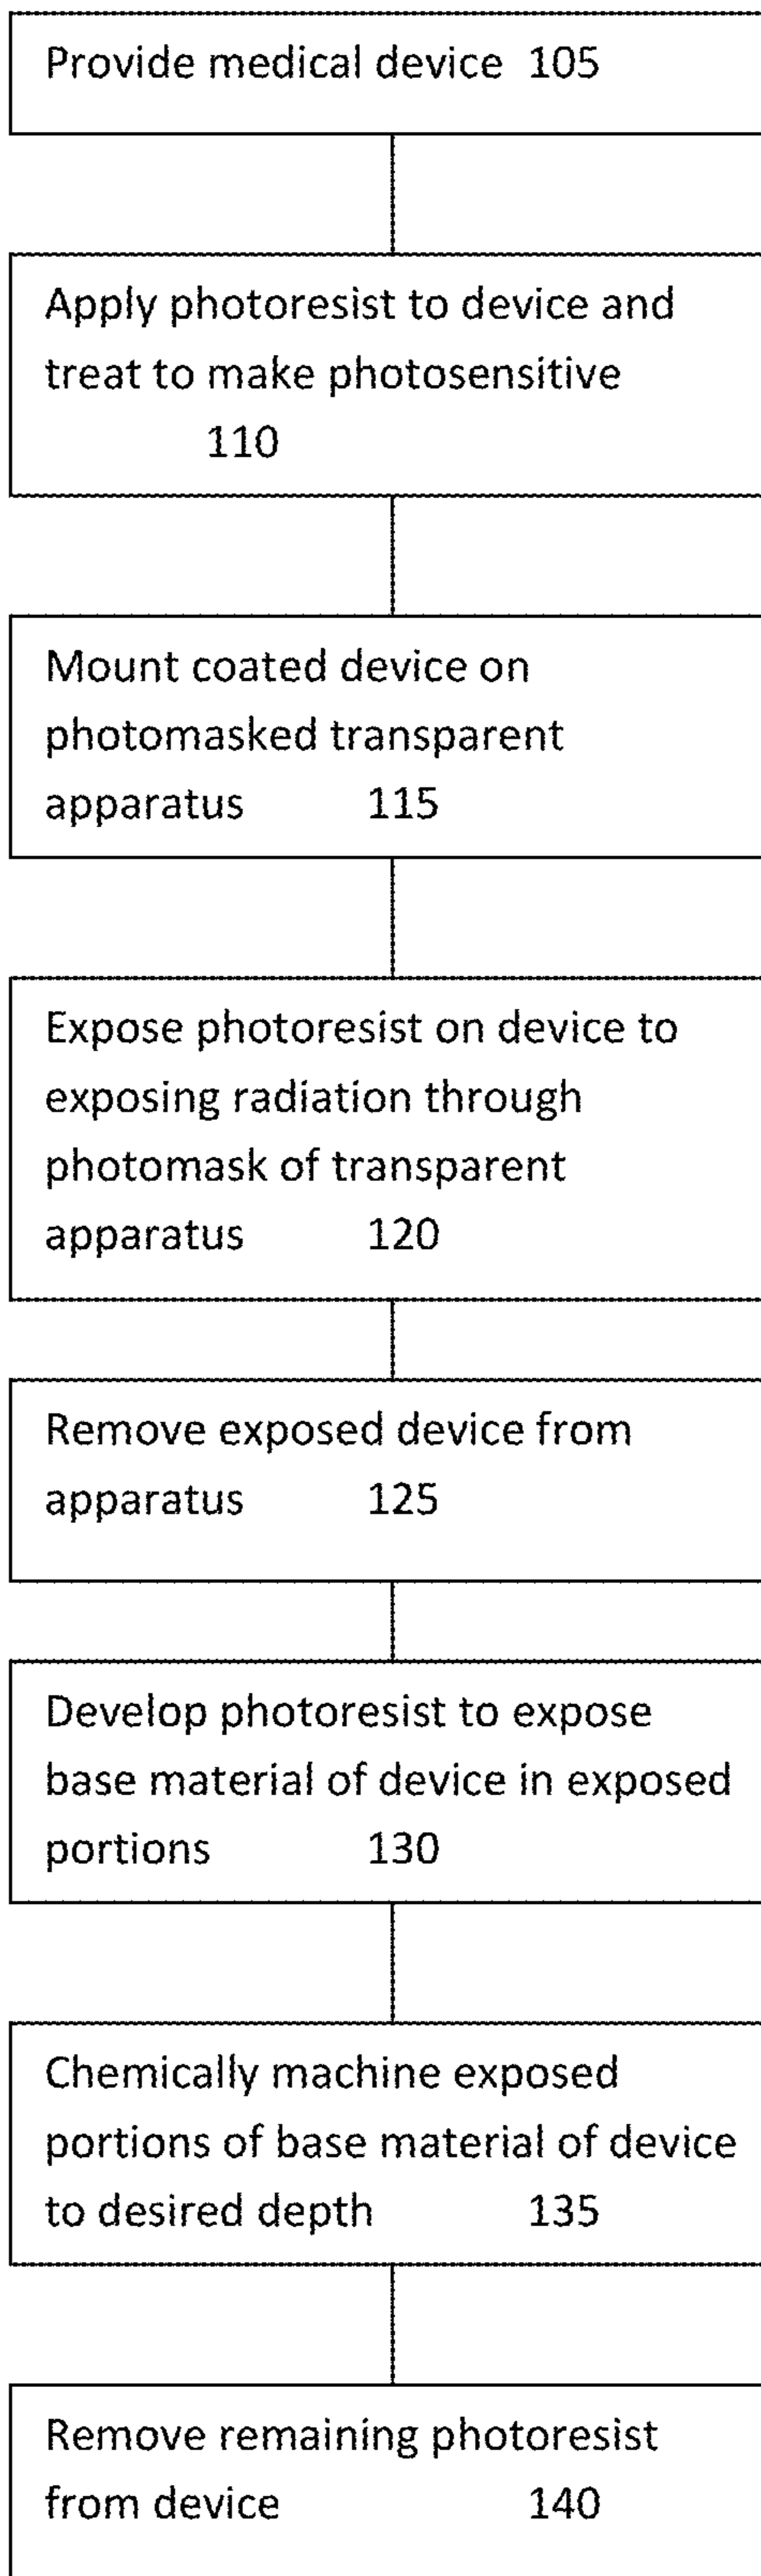 Provide medical device 105
Apply photoresist to device and
treat to make photosensitive
110
Mount coated device on
photomasked transparent
apparatus 115
Expose photoresist on device to
exposing radiation through
photomask of transparent
apparatus 120
Remove exposed device from
apparatus 125
Develop photoresist to expose
base material of device in exposed
portions 130
Chemically machine exposed
portions of base material of device
to desired depth 135
Remove remaining photoresist
from device 140